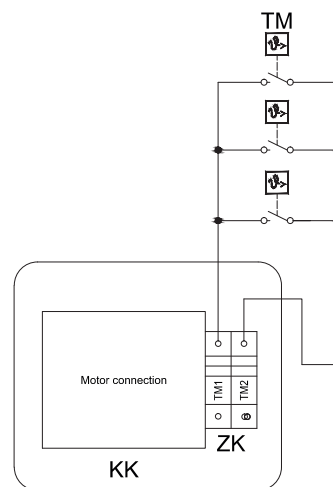 TM
ϑ>
ϑ>
ϑ>
Motor connection
TM1
TM2
ZK
KK